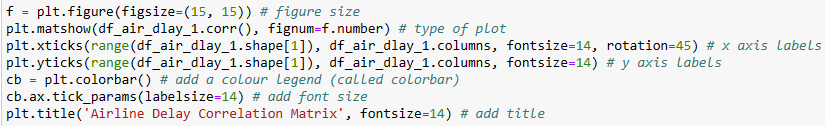 f = plt.figure(figsize=(15, 15)) # figure size
plt.matshow(df_air_dlay_1.corr(), fignum=f.number) # type of plot
plt.xticks(range(df_air_dlay_1.shape[1]), df_air_dlay_1.columns, fontsize=14, rotation=45) # x axis labels
plt.yticks(range(df_air_dlay_1.shape[1]), df_air_dlay_1.columns, fontsize=14) # y axis labels
cb = plt.colorbar() # add a colour legend (called colorbar)
cb.ax.tick_params(labelsize=14) # add font size
plt.title('Airline Delay Correlation Matrix', fontsize=14) # add title